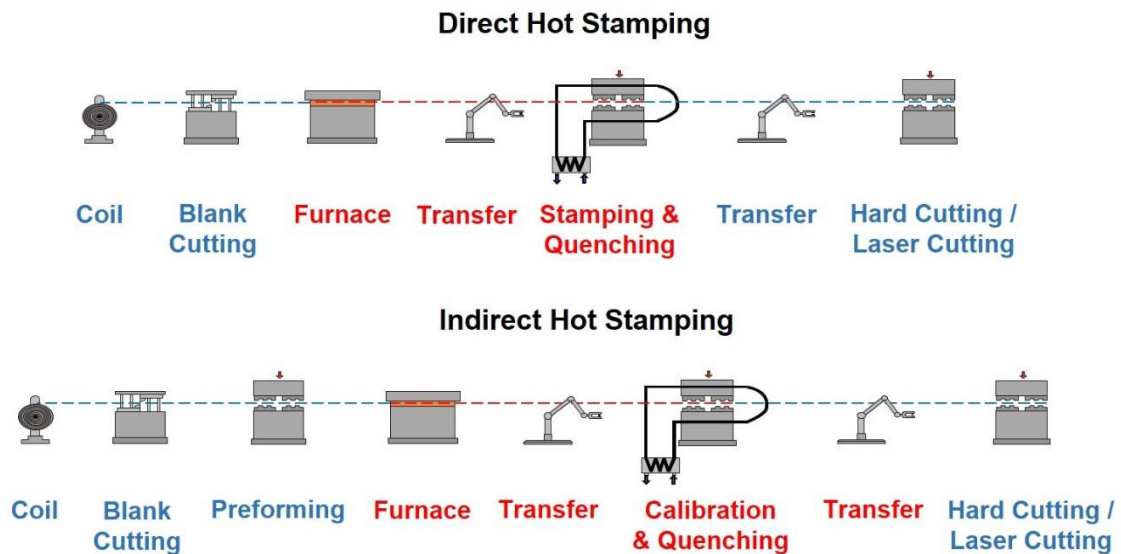 Direct Hot Stamping
Coil
Blank
Cutting
Furnace
Transfer
Stamping &
Quenching
Transfer
Hard Cutting /
Laser Cutting
Indirect Hot Stamping
Coil
Blank
Cutting
Preforming
Furnace
Transfer
Calibration
& Quenching
Transfer
Hard Cutting /
Laser Cutting